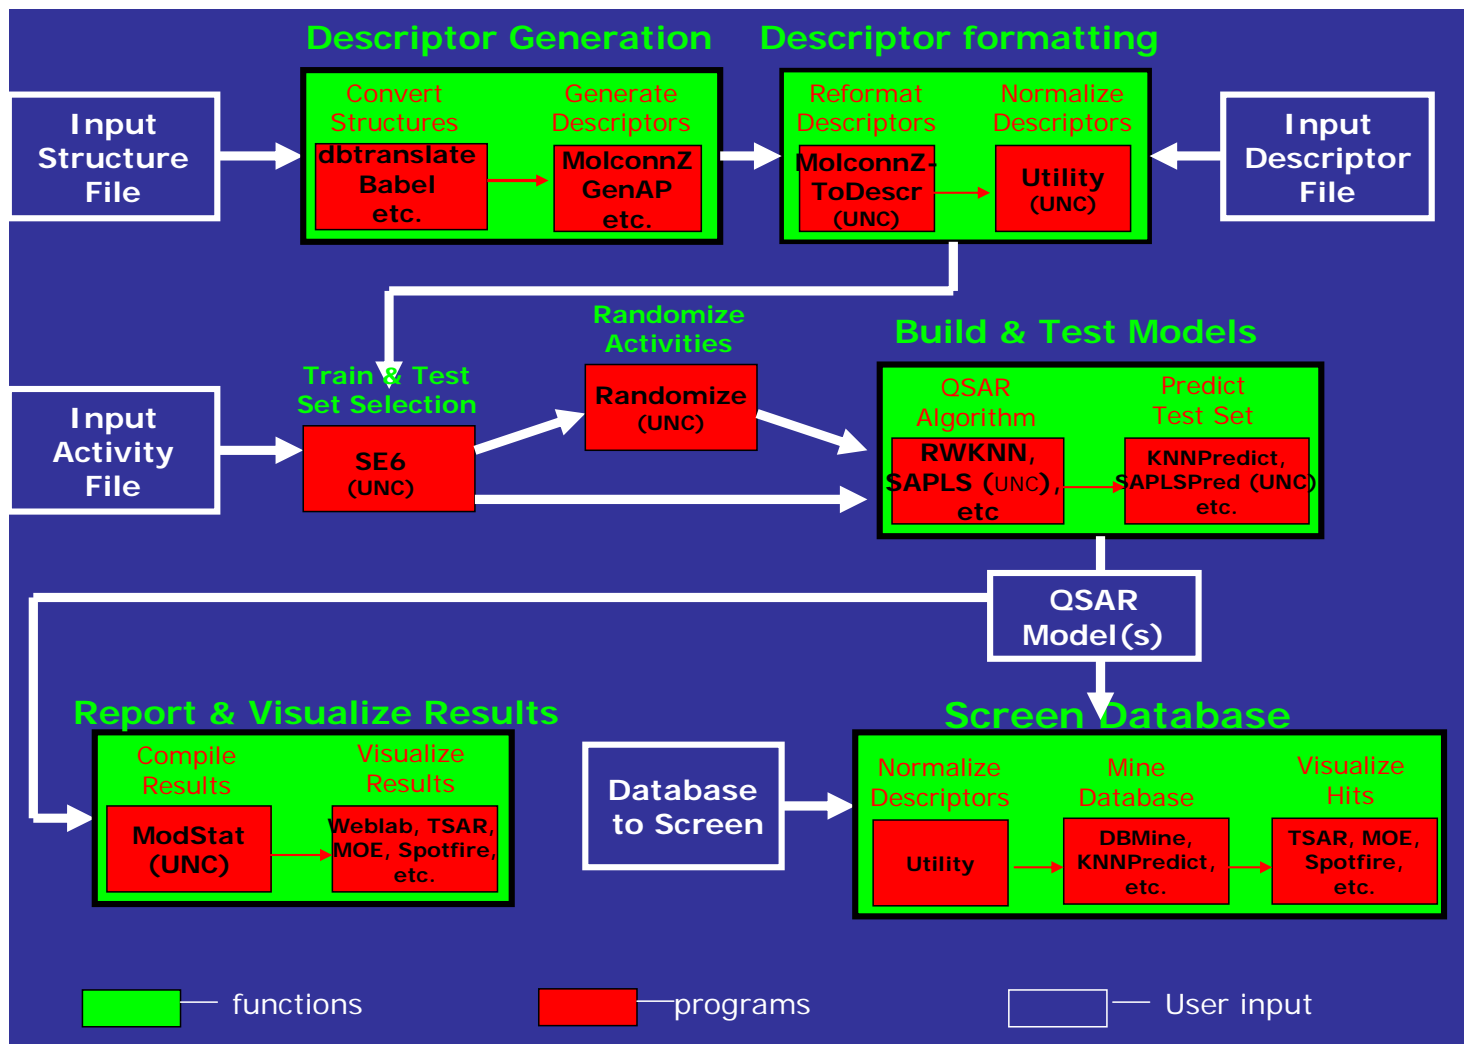 Descriptor Generation
Descriptor formatting
Input
Structure
File
Convert
Structures
dbtranslate
Babel
etc.
Generate
Descriptors
MolconnZ
GenAP
etc.
Reformat
Descriptors
MolconnZ-
ToDescr
(UNC)
Normalize
Descriptors
Utility
(UNC)
Input
Descriptor
File
Randomize
Activities
Randomize
(UNC)
Build & Test Models
Train & Test
Set Selection
SE6
(UNC)
Input
Activity
File
QSAR
Algorithm
RWKNN,
SAPLS (UNC),
etc
Predict
Test Set
KNNPredict,
SAPLSPred (UNC)
etc.
QSAR
Model(s)
Report & Visualize Results
Compile
Results
ModStat
(UNC)
Visualize
Results
Weblab, TSAR,
MOE, Spotfire,
etc.
Database
to Screen
Screen Database
Normalize
Descriptors
Utility
Mine
Database
DBMine,
KNNPredict,
etc.
Visualize
Hits
TSAR, MOE,
Spotfire,
etc.
functions
programs
User input